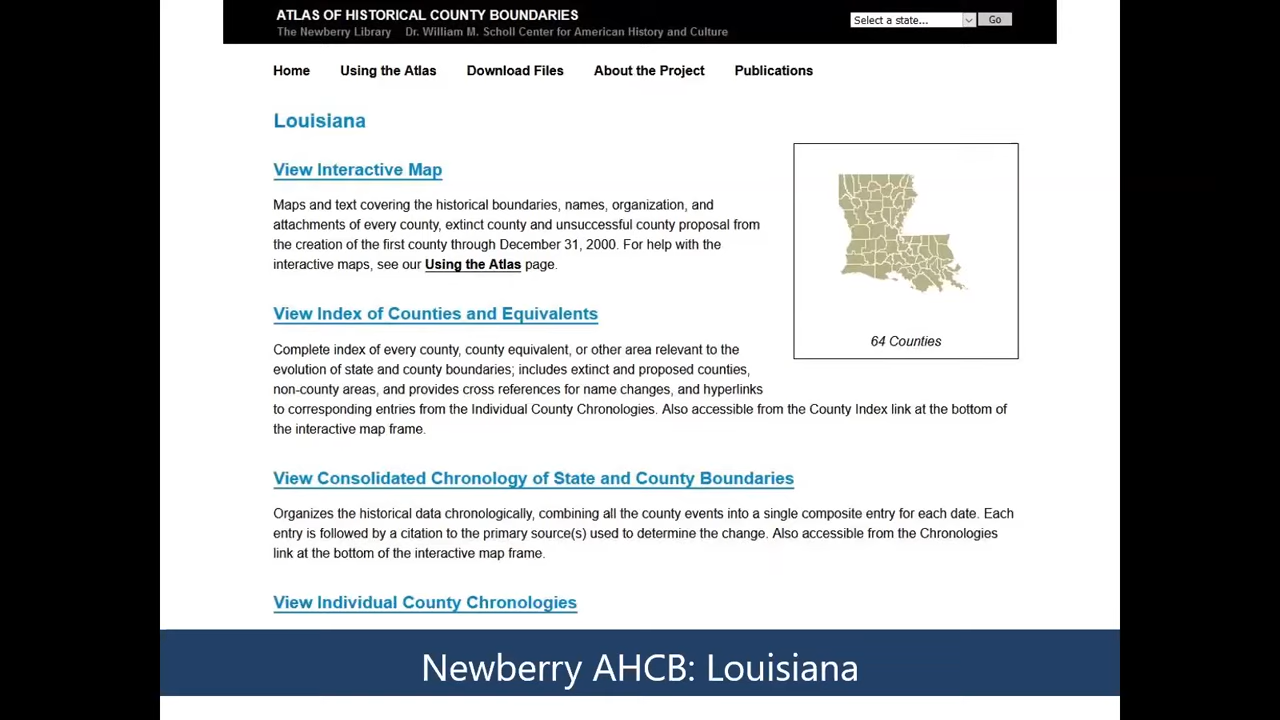 ATLAS OF HISTORICAL COUNTY BOUNDARIES
The Newberry Library Dr. William M. Scholl Center for American History and Culture
Select a state... Go
Home Using the Atlas Download Files About the Project Publications
Louisiana
View Interactive Map
Maps and text covering the historical boundaries, names, organization, and
attachments of every county, extinct county and unsuccessful county proposal from
the creation of the first county through December 31, 2000. For help with the
interactive maps, see our Using the Atlas page.
64 Counties
View Index of Counties and Equivalents
Complete index of every county, county equivalent, or other area relevant to the
evolution of state and county boundaries; includes extinct and proposed counties,
non-county areas, and provides cross references for name changes, and hyperlinks
to corresponding entries from the Individual County Chronologies. Also accessible from the County Index link at the bottom of
the interactive map frame.
View Consolidated Chronology of State and County Boundaries
Organizes the historical data chronologically, combining all the county events into a single composite entry for each date. Each
entry is followed by a citation to the primary source(s) used to determine the change. Also accessible from the Chronologies
link at the bottom of the interactive map frame.
View Individual County Chronologies
Newberry AHCB: Louisiana